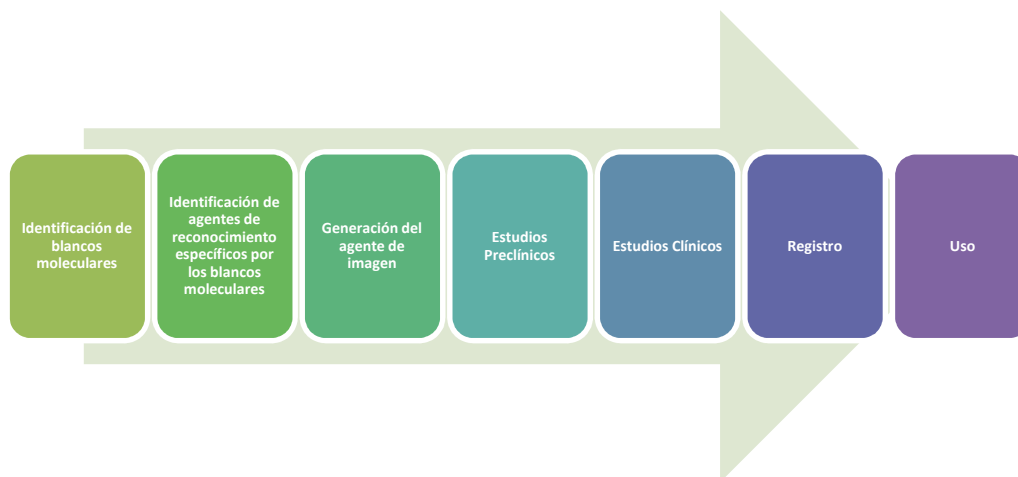 Identificación de
blancos
moleculares
Identificación de
agentes de
reconocimiento
específicos por
los blancos
moleculares
Generación del
agente de
imagen
Estudios
Preclínicos
Estudios Clínicos
Registro
Uso